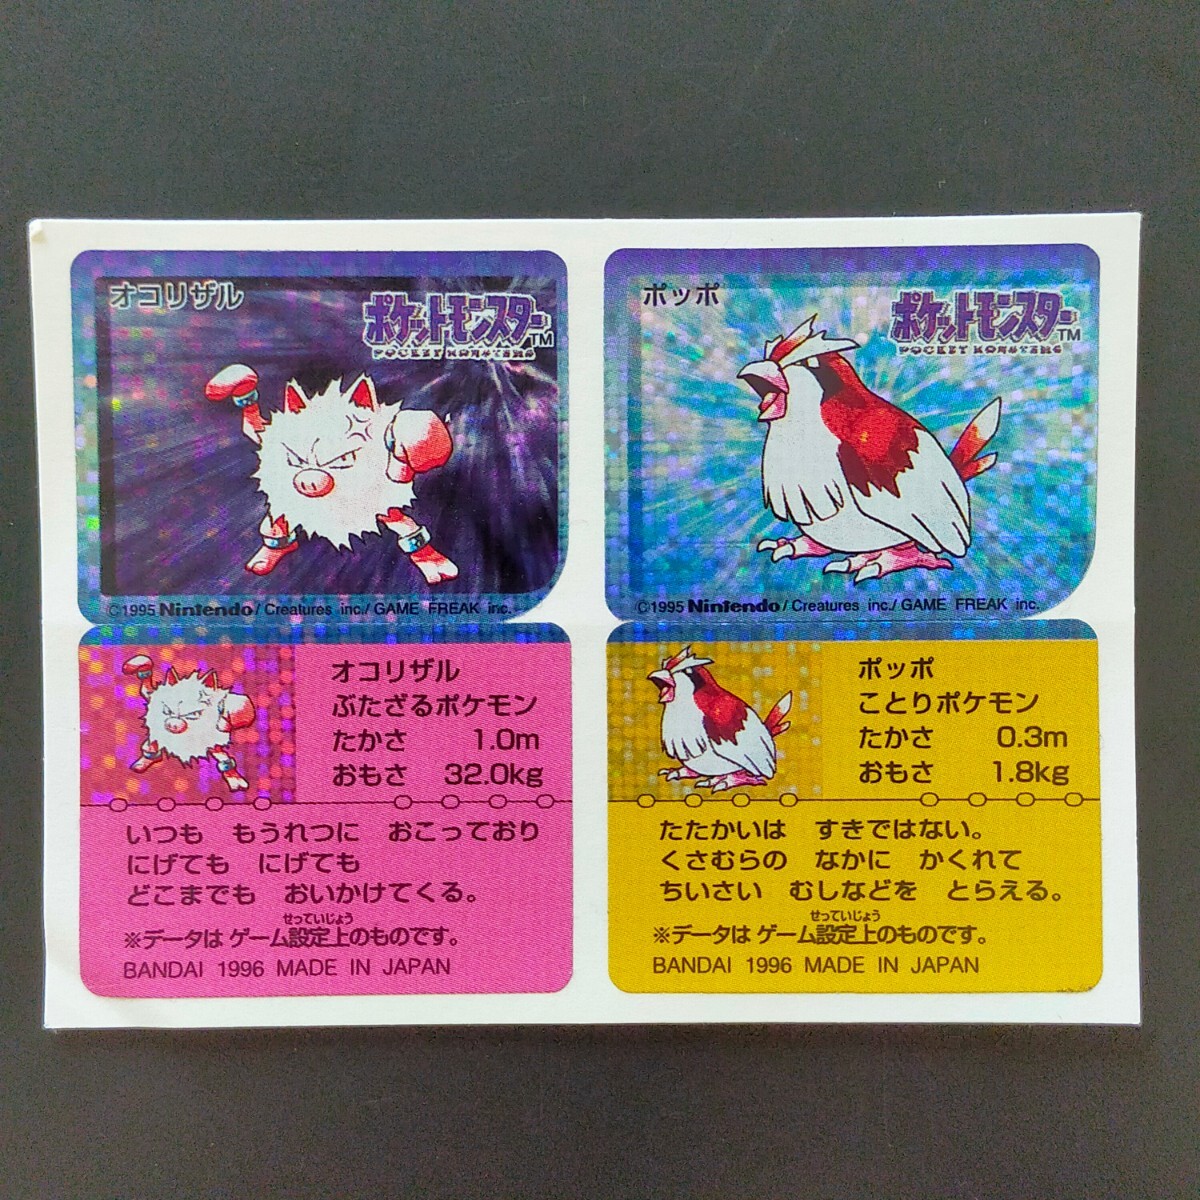 オコリザル
ポケットモンスター™
POCKET MONSTERS
©1995 Nintendo/Creatures inc./GAME FREAK inc.
オコリザル
ぶたざるポケモン
たかさ 1.0m
おもさ 32.0kg
いつも もうれつに おこっており
にげても にげても
どこまでも おいかけてくる。
せっていじょう
※データは ゲーム設定上のものです。
BANDAI 1996 MADE IN JAPAN
ポッポ
ポケットモンスター™
POCKET MONSTERS
©1995 Nintendo/Creatures inc./GAME FREAK inc.
ポッポ
ことりポケモン
たかさ 0.3m
おもさ 1.8kg
たたかいは すきではない。
くさむらの なかに かくれて
ちいさい むしなどを とらえる。
せっていじょう
※データは ゲーム設定上のものです。
BANDAI 1996 MADE IN JAPAN